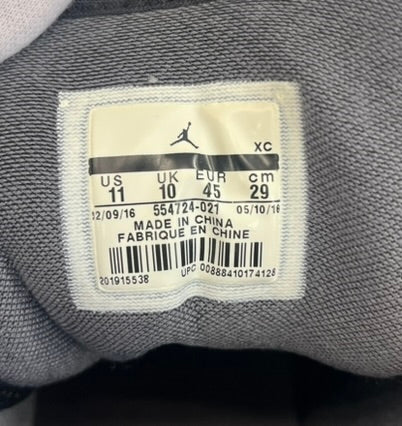 XC
US UK EUR cm
11 10 45 29
12/09/16 554724-021 05/10/16
MADE IN CHINA
FABRIQUE EN CHINE
201915538 UPC 00888410174128